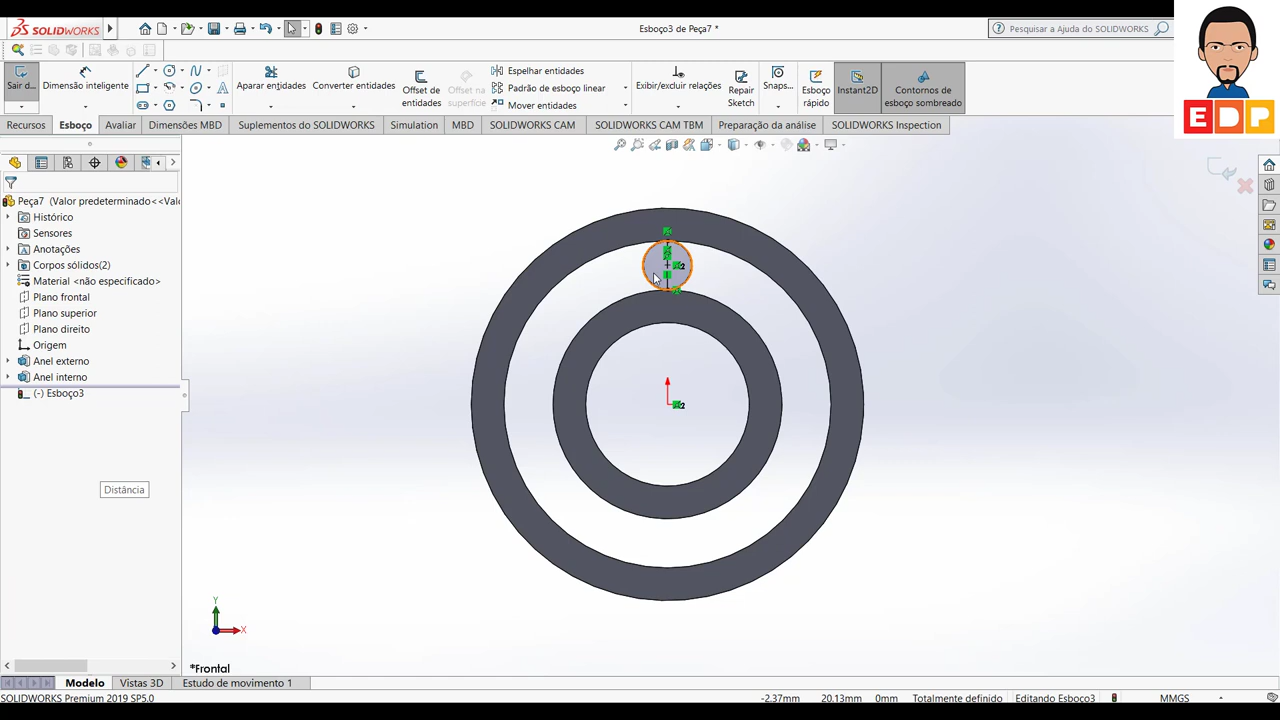 SOLIDWORKS
Esboço3 de Peça7 *
Pesquisar a Ajuda do SOLIDWORKS
Sair d...
Dimensão inteligente
Aparar entidades
Converter entidades
Offset de entidades
Offset na superfície
Espelhar entidades
Padrão de esboço linear
Mover entidades
Exibir/excluir relações
Repair Sketch
Snaps...
Esboço rápido
Instant2D
Contornos de esboço sombreado
EDP
Recursos
Esboço
Avaliar
Dimensões MBD
Suplementos do SOLIDWORKS
Simulation
MBD
SOLIDWORKS CAM
SOLIDWORKS CAM TBM
Preparação da análise
SOLIDWORKS Inspection
Peça7 (Valor predeterminado<<Valo
Histórico
Sensores
Anotações
Corpos sólidos(2)
Material <não especificado>
Plano frontal
Plano superior
Plano direito
Origem
Anel externo
Anel interno
(-) Esboço3
Distância
2
2
Y
X
*Frontal
Modelo
Vistas 3D
Estudo de movimento 1
SOLIDWORKS Premium 2019 SP5.0
-2.37mm
20.13mm
0mm
Totalmente definido
Editando Esboço3
MMGS